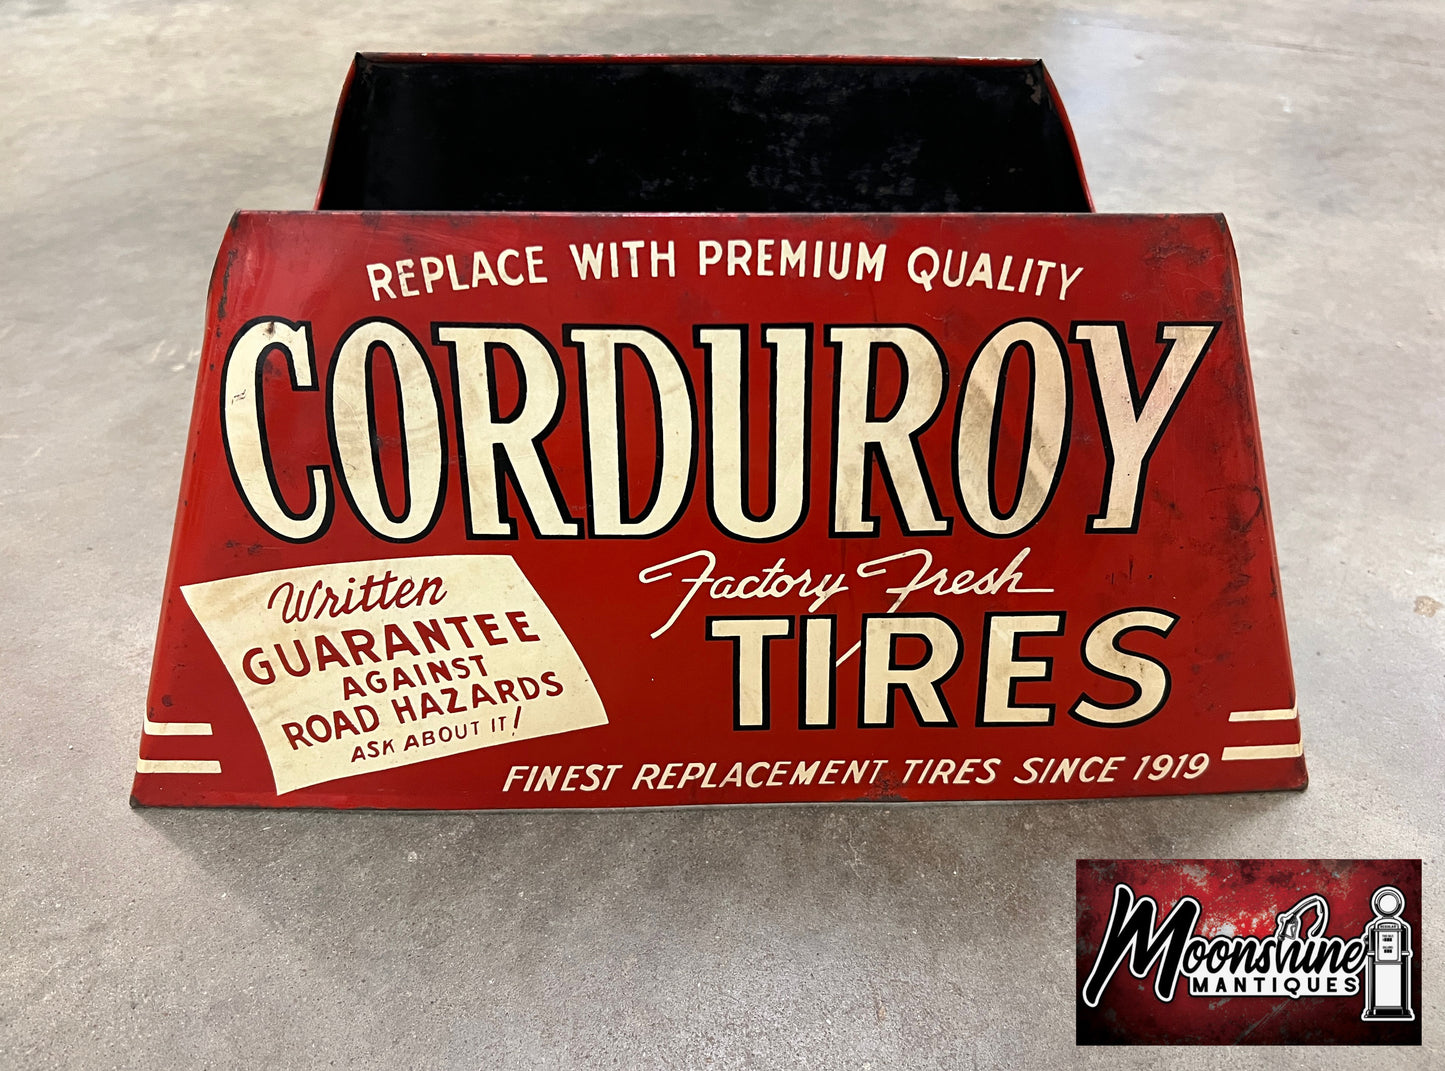 REPLACE WITH PREMIUM QUALITY
CORDUROY
Factory Fresh
TIRES
Written
GUARANTEE
AGAINST
ROAD HAZARDS
ASK ABOUT IT!
FINEST REPLACEMENT TIRES SINCE 1919
Moonshine
MANTIQUES